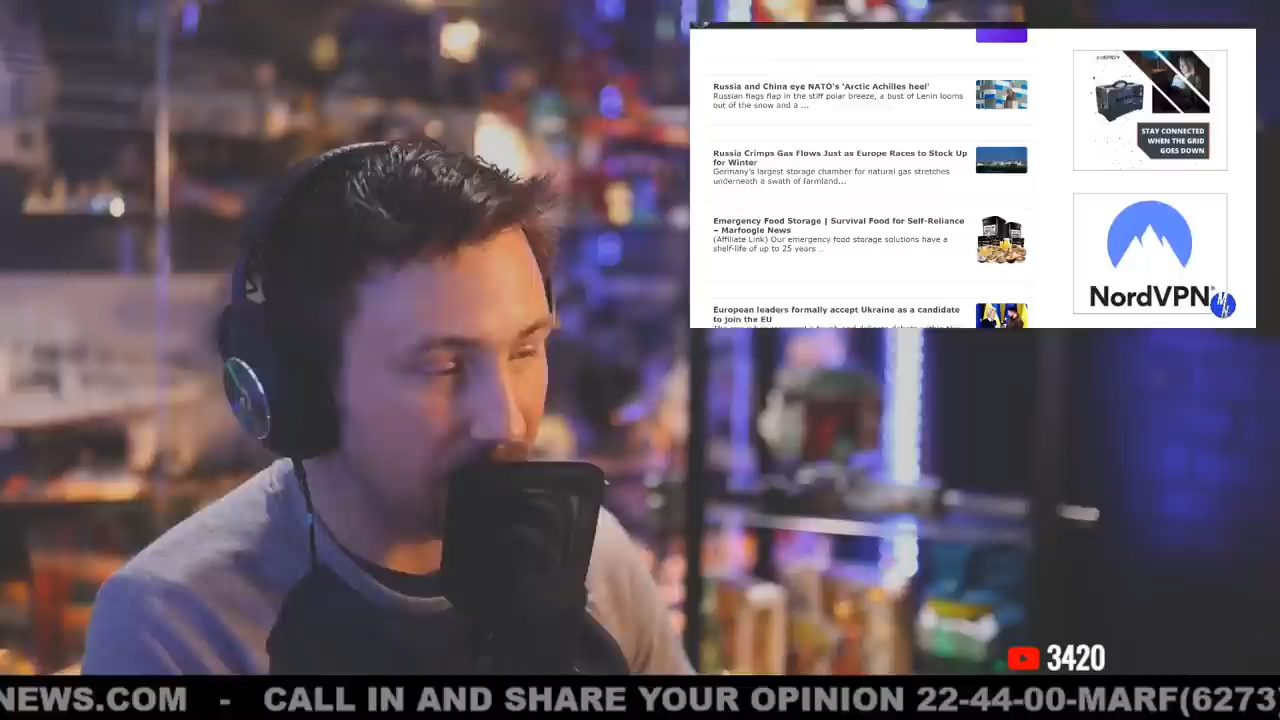 Russia and China eye NATO's 'Arctic Achilles heel'
Russian flags flap in the stiff polar breeze, a bust of Lenin looms
out of the snow and a ...
Russia Crimps Gas Flows Just as Europe Races to Stock Up
for Winter
Germany's largest storage chamber for natural gas stretches
underneath a swath of farmland...
Emergency Food Storage | Survival Food for Self-Reliance
– Marfoogle News
(Affiliate Link) Our emergency food storage solutions have a
shelf-life of up to 25 years ...
European leaders formally accept Ukraine as a candidate
to join the EU
STAY CONNECTED
WHEN THE GRID
GOES DOWN
NordVPN
3420
NEWS.COM - CALL IN AND SHARE YOUR OPINION 22-44-00-MARF(6273